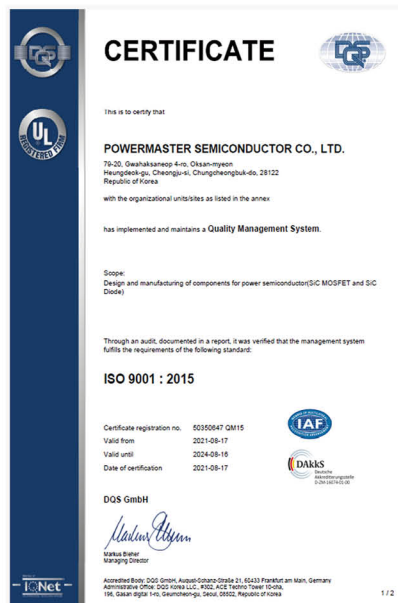 DQS
CERTIFICATE
DQS
This is to certify that
UL
REGISTERED FIRM
POWERMASTER SEMICONDUCTOR CO., LTD.
79-20, Gwahaksaneop 4-ro, Oksan-myeon
Heungdeok-gu, Cheongju-si, Chungcheongbuk-do, 28122
Republic of Korea
with the organizational units/sites as listed in the annex
has implemented and maintains a Quality Management System.
Scope:
Design and manufacturing of components for power semiconductor(SiC MOSFET and SiC
Diode)
Through an audit, documented in a report, it was verified that the management system
fulfills the requirements of the following standard:
ISO 9001 : 2015
Certificate registration no. 50350647 QM15
Valid from 2021-08-17
Valid until 2024-08-16
Date of certification 2021-08-17
IAF
DAkkS
Deutsche
Akkreditierungsstelle
D-ZM-16074-01-00
DQS GmbH
Markus Bleher
Managing Director
IQNet
Accredited Body: DQS GmbH, August-Schanz-Straße 21, 60433 Frankfurt am Main, Germany
Administrative Office: DQS Korea LLC., #302, ACE Techno Tower 10-cha,
196, Gasan digital 1-ro, Geumcheon-gu, Seoul, 08502, Republic of Korea
1 / 2